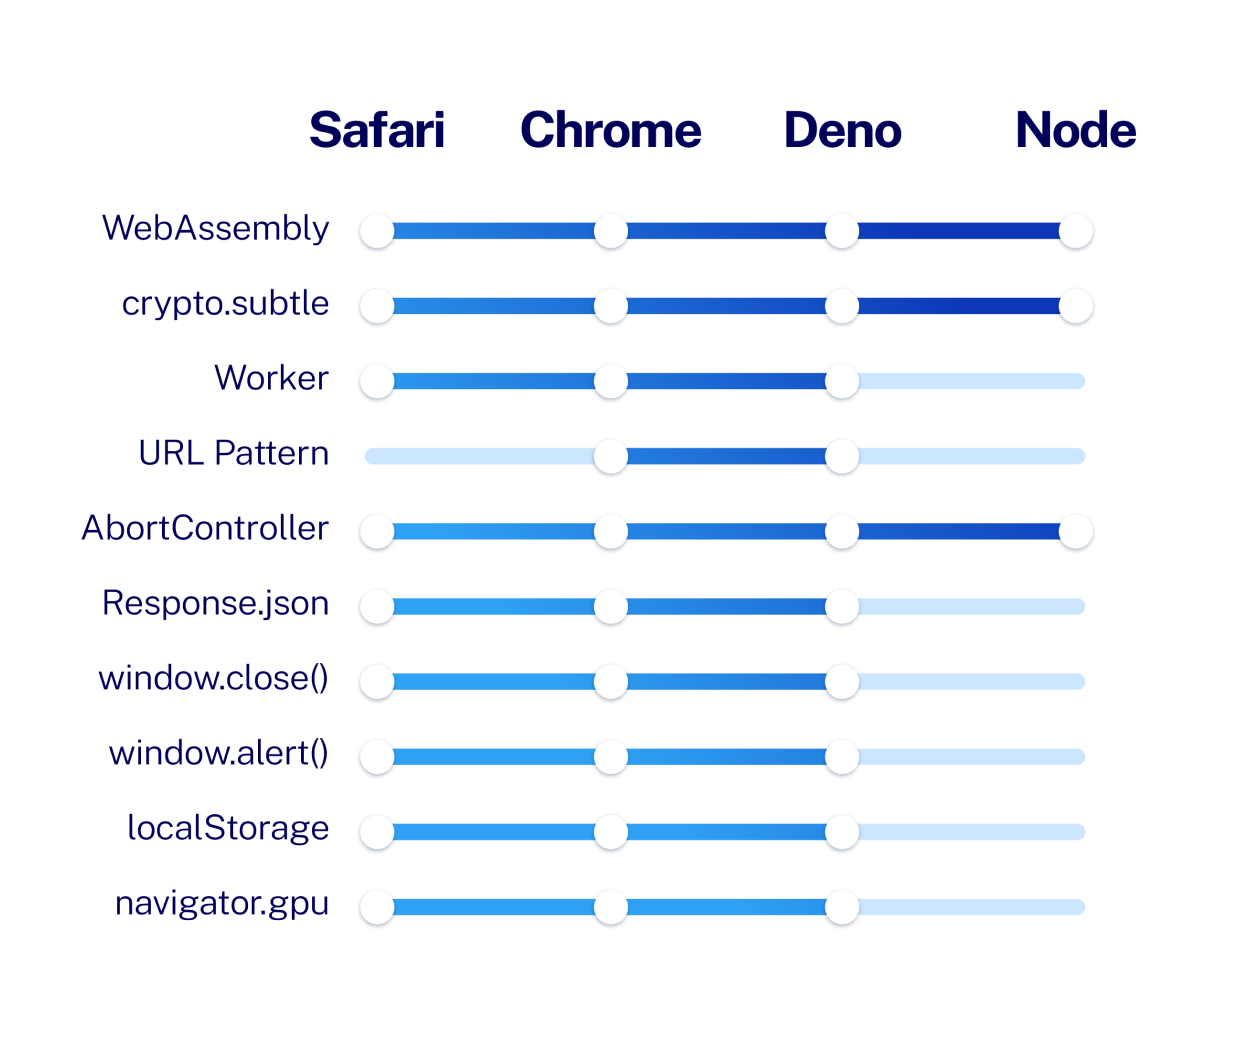 Safari Chrome Deno Node
WebAssembly
crypto.subtle
Worker
URL Pattern
AbortController
Response.json
window.close()
window.alert()
localStorage
navigator.gpu